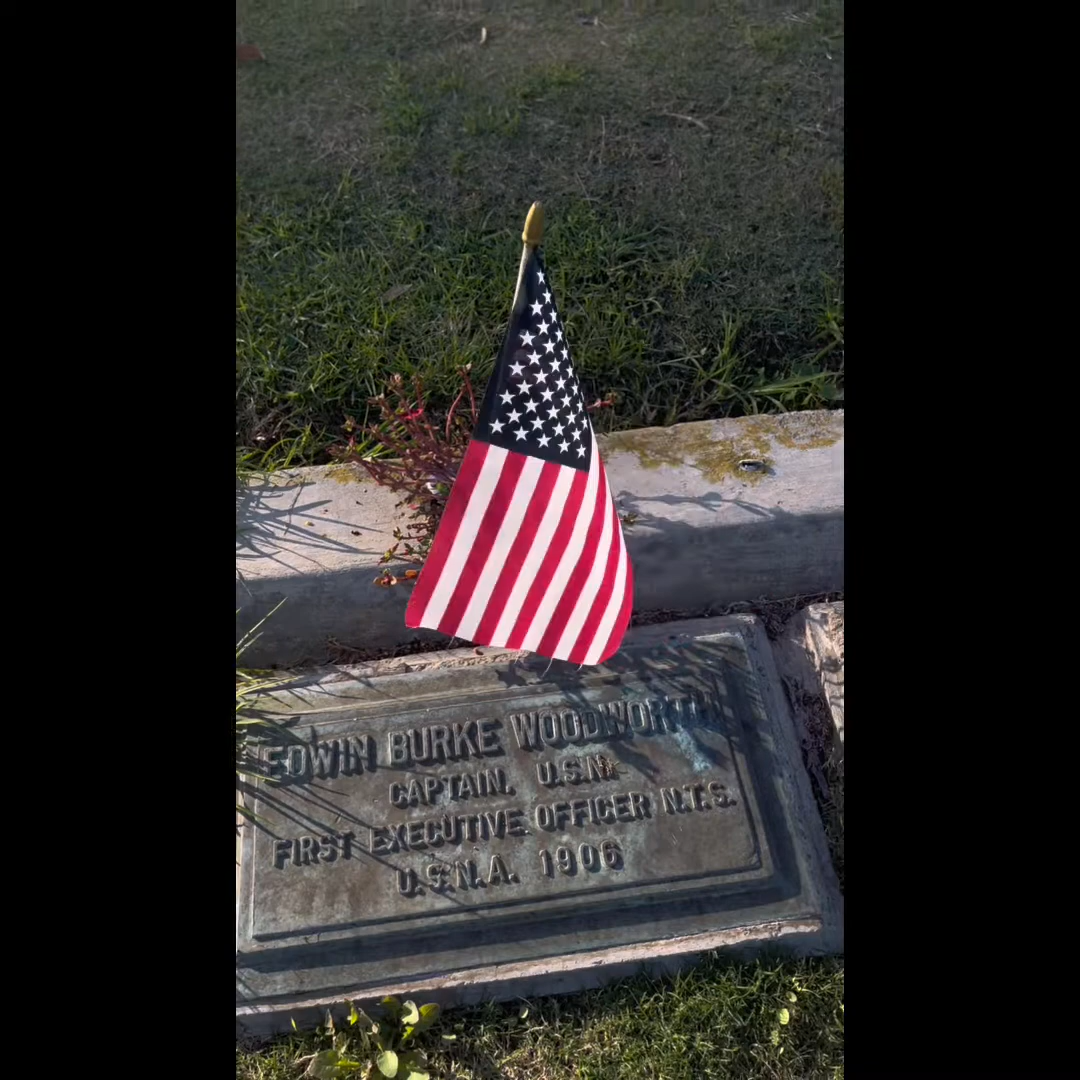 EDWIN BURKE WOODWORTH
CAPTAIN. U.S.N.
FIRST EXECUTIVE OFFICER N.T.S.
U.S.N.A. 1906